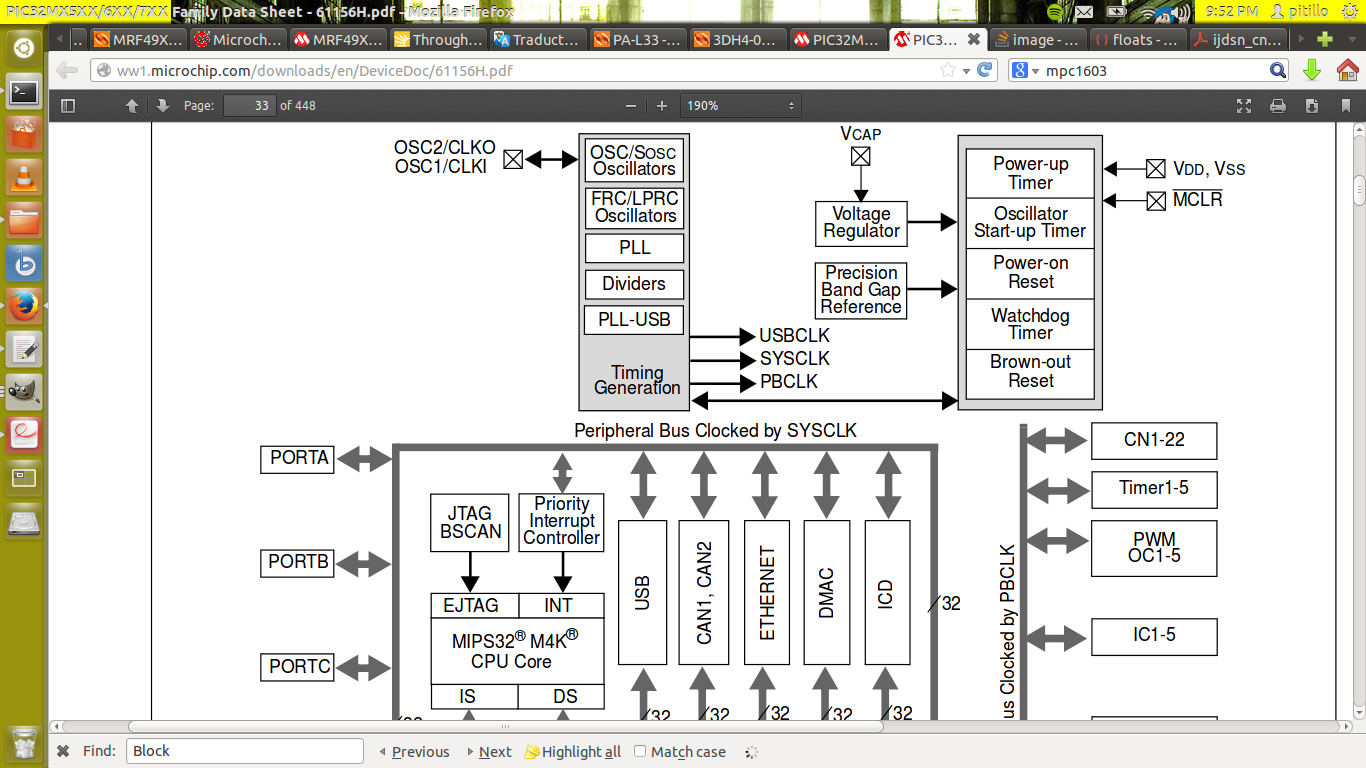 PIC32MX5XX/6XX/7XX Family Data Sheet - 61156H.pdf - Mozilla Firefox
9:52 PM pitillo
MRF49X... Microch... MRF49X... Through... Traduct... PA-L33 -... 3DH4-0... PIC32M... PIC3... image - ... floats - ... ijdsn_cn...
ww1.microchip.com/downloads/en/DeviceDoc/61156H.pdf
mpc1603
Page: 33 of 448
190%
OSC2/CLKO
OSC1/CLKI
OSC/SOSC
Oscillators
FRC/LPRC
Oscillators
PLL
Dividers
PLL-USB
Timing
Generation
USBCLK
SYSCLK
PBCLK
VCAP
Voltage
Regulator
Precision
Band Gap
Reference
Power-up
Timer
Oscillator
Start-up Timer
Power-on
Reset
Watchdog
Timer
Brown-out
Reset
VDD, VSS
MCLR
Peripheral Bus Clocked by SYSCLK
PORTA
PORTB
PORTC
JTAG
BSCAN
Priority
Interrupt
Controller
EJTAG
INT
MIPS32® M4K®
CPU Core
IS
DS
USB
CAN1, CAN2
ETHERNET
DMAC
ICD
32
32
32
32
32
32
us Clocked by PBCLK
CN1-22
Timer1-5
PWM
OC1-5
IC1-5
Find: Block Previous Next Highlight all Match case